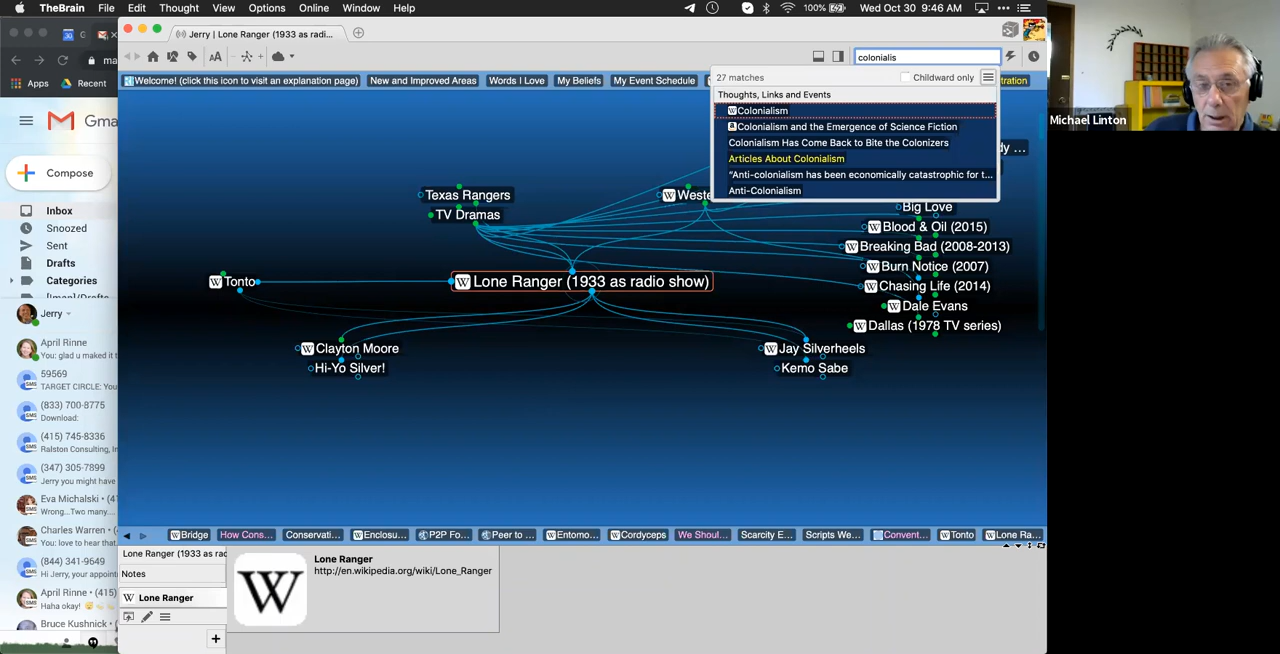 TheBrain File Edit Thought View Options Online Window Help 100% Wed Oct 30 9:46 AM
Jerry | Lone Ranger (1933 as radi...
colonialis
Apps Recent
Welcome! (click this icon to visit an explanation page) New and Improved Areas Words I Love My Beliefs My Event Schedule
27 matches Childward only
Thoughts, Links and Events
Colonialism
Colonialism and the Emergence of Science Fiction
Colonialism Has Come Back to Bite the Colonizers
Articles About Colonialism
“Anti-colonialism has been economically catastrophic for t...
Anti-Colonialism
Michael Linton
Gma
Compose
Inbox
Snoozed
Sent
Drafts
Categories
[Imap]/Drafts
Jerry
April Rinne
You: glad u made it t
59569
TARGET CIRCLE: You
(833) 700-8775
Download:
(415) 745-8336
Ralston Consulting, In
(347) 305-7899
Jerry you might have
Eva Michalski • (41
Wrong...Two many....
Charles Warren • (
You: love to hear that.
(844) 341-9649
Hi Jerry, your appoint
April Rinne • (415)
Haha okay!
Bruce Kushnick •
Texas Rangers
TV Dramas
Weste
Big Love
Blood & Oil (2015)
Breaking Bad (2008-2013)
Burn Notice (2007)
Chasing Life (2014)
Dale Evans
Dallas (1978 TV series)
Tonto
Lone Ranger (1933 as radio show)
Clayton Moore
Hi-Yo Silver!
Jay Silverheels
Kemo Sabe
Bridge How Cons... Conservati... Enclosu... P2P Fo... Peer to ... Entomo... Cordyceps We Shoul... Scarcity E... Scripts We... Convent... Tonto Lone Ra...
Lone Ranger (1933 as rad
Notes
Lone Ranger
Lone Ranger
http://en.wikipedia.org/wiki/Lone_Ranger